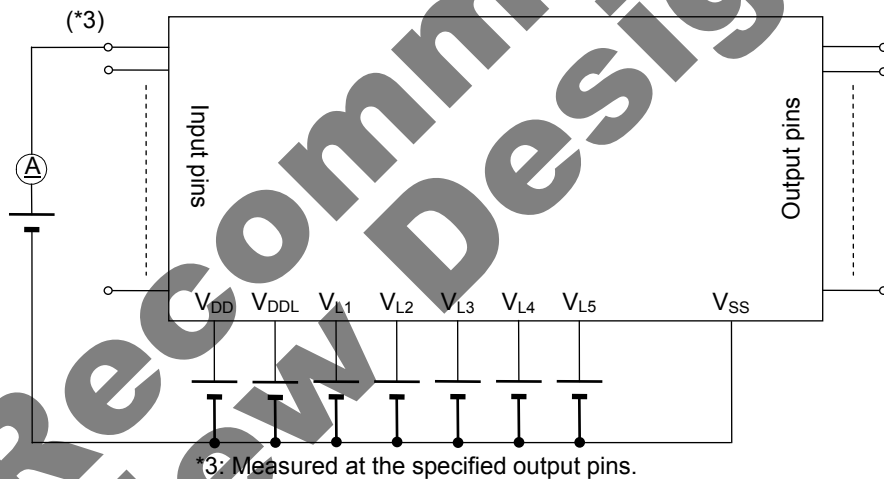 (*3)
Input pins
Output pins
A
VDD VDDL VL1 VL2 VL3 VL4 VL5 VSS
*3: Measured at the specified output pins.